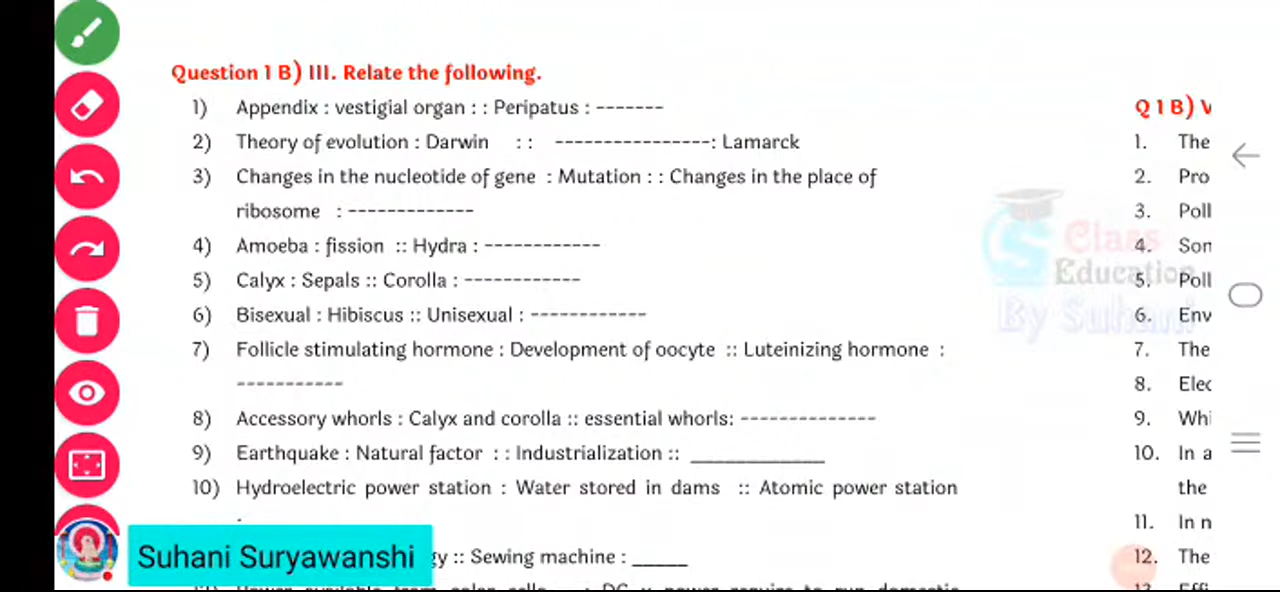 Question 1 B) III. Relate the following.
1) Appendix : vestigial organ : : Peripatus : -------
2) Theory of evolution : Darwin : : ----------------: Lamarck
3) Changes in the nucleotide of gene : Mutation : : Changes in the place of
ribosome : -------------
4) Amoeba : fission :: Hydra : ------------
5) Calyx : Sepals :: Corolla : ------------
6) Bisexual : Hibiscus :: Unisexual : ------------
7) Follicle stimulating hormone : Development of oocyte :: Luteinizing hormone :
-----------
8) Accessory whorls : Calyx and corolla :: essential whorls: --------------
9) Earthquake : Natural factor : : Industrialization :: ____________
10) Hydroelectric power station : Water stored in dams :: Atomic power station
Suhani Suryawanshi
gy :: Sewing machine : _____
Class
Education
By Suhani
Q 1 B) V
1. The
2. Pro
3. Poll
4. Son
5. Poll
6. Env
7. The
8. Elec
9. Whi
10. In a
the
11. In n
12. The